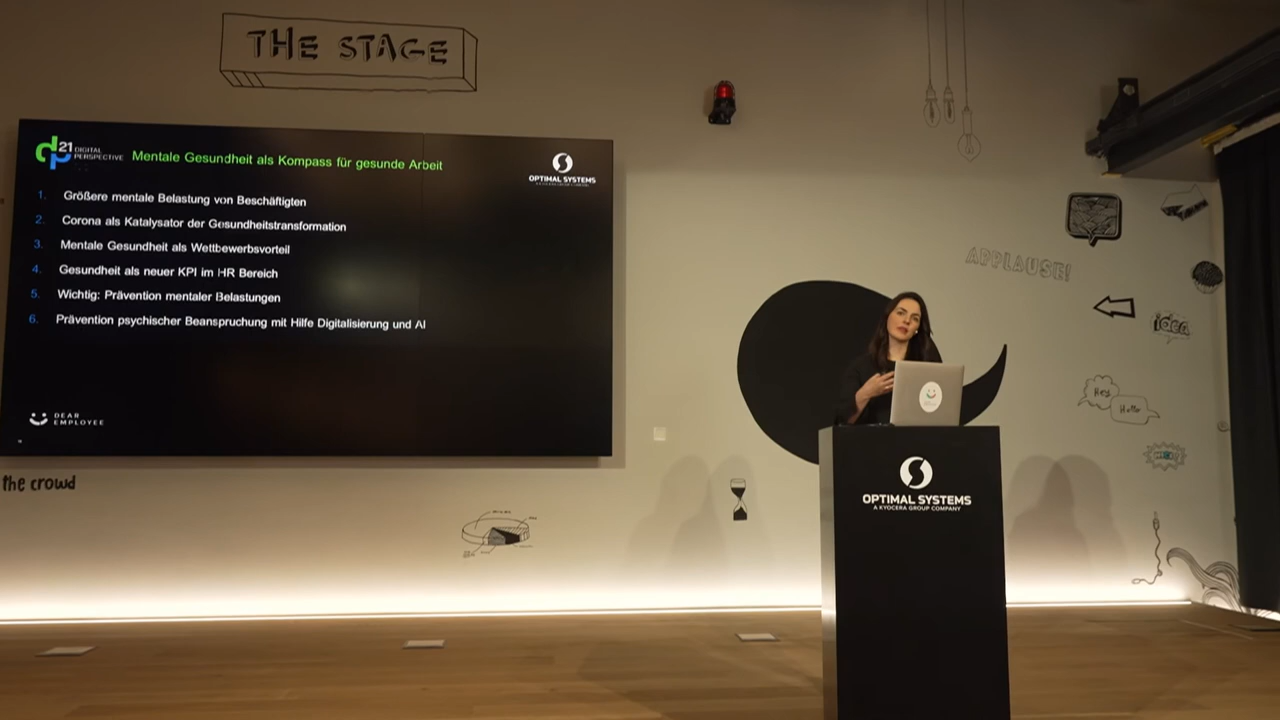 THE STAGE
21 DIGITAL
dp PERSPECTIVE
Mentale Gesundheit als Kompass für gesunde Arbeit
OPTIMAL SYSTEMS
1. Größere mentale Belastung von Beschäftigten
2. Corona als Katalysator der Gesundheitstransformation
3. Mentale Gesundheit als Wettbewerbsvorteil
4. Gesundheit als neuer KPI im HR Bereich
5. Wichtig: Prävention mentaler Belastungen
6. Prävention psychischer Beanspruchung mit Hilfe Digitalisierung und AI
DEAR
EMPLOYEE
the crowd
APPLAUSE!
idea
Hey
Hello
OPTIMAL SYSTEMS
A KYOCERA GROUP COMPANY